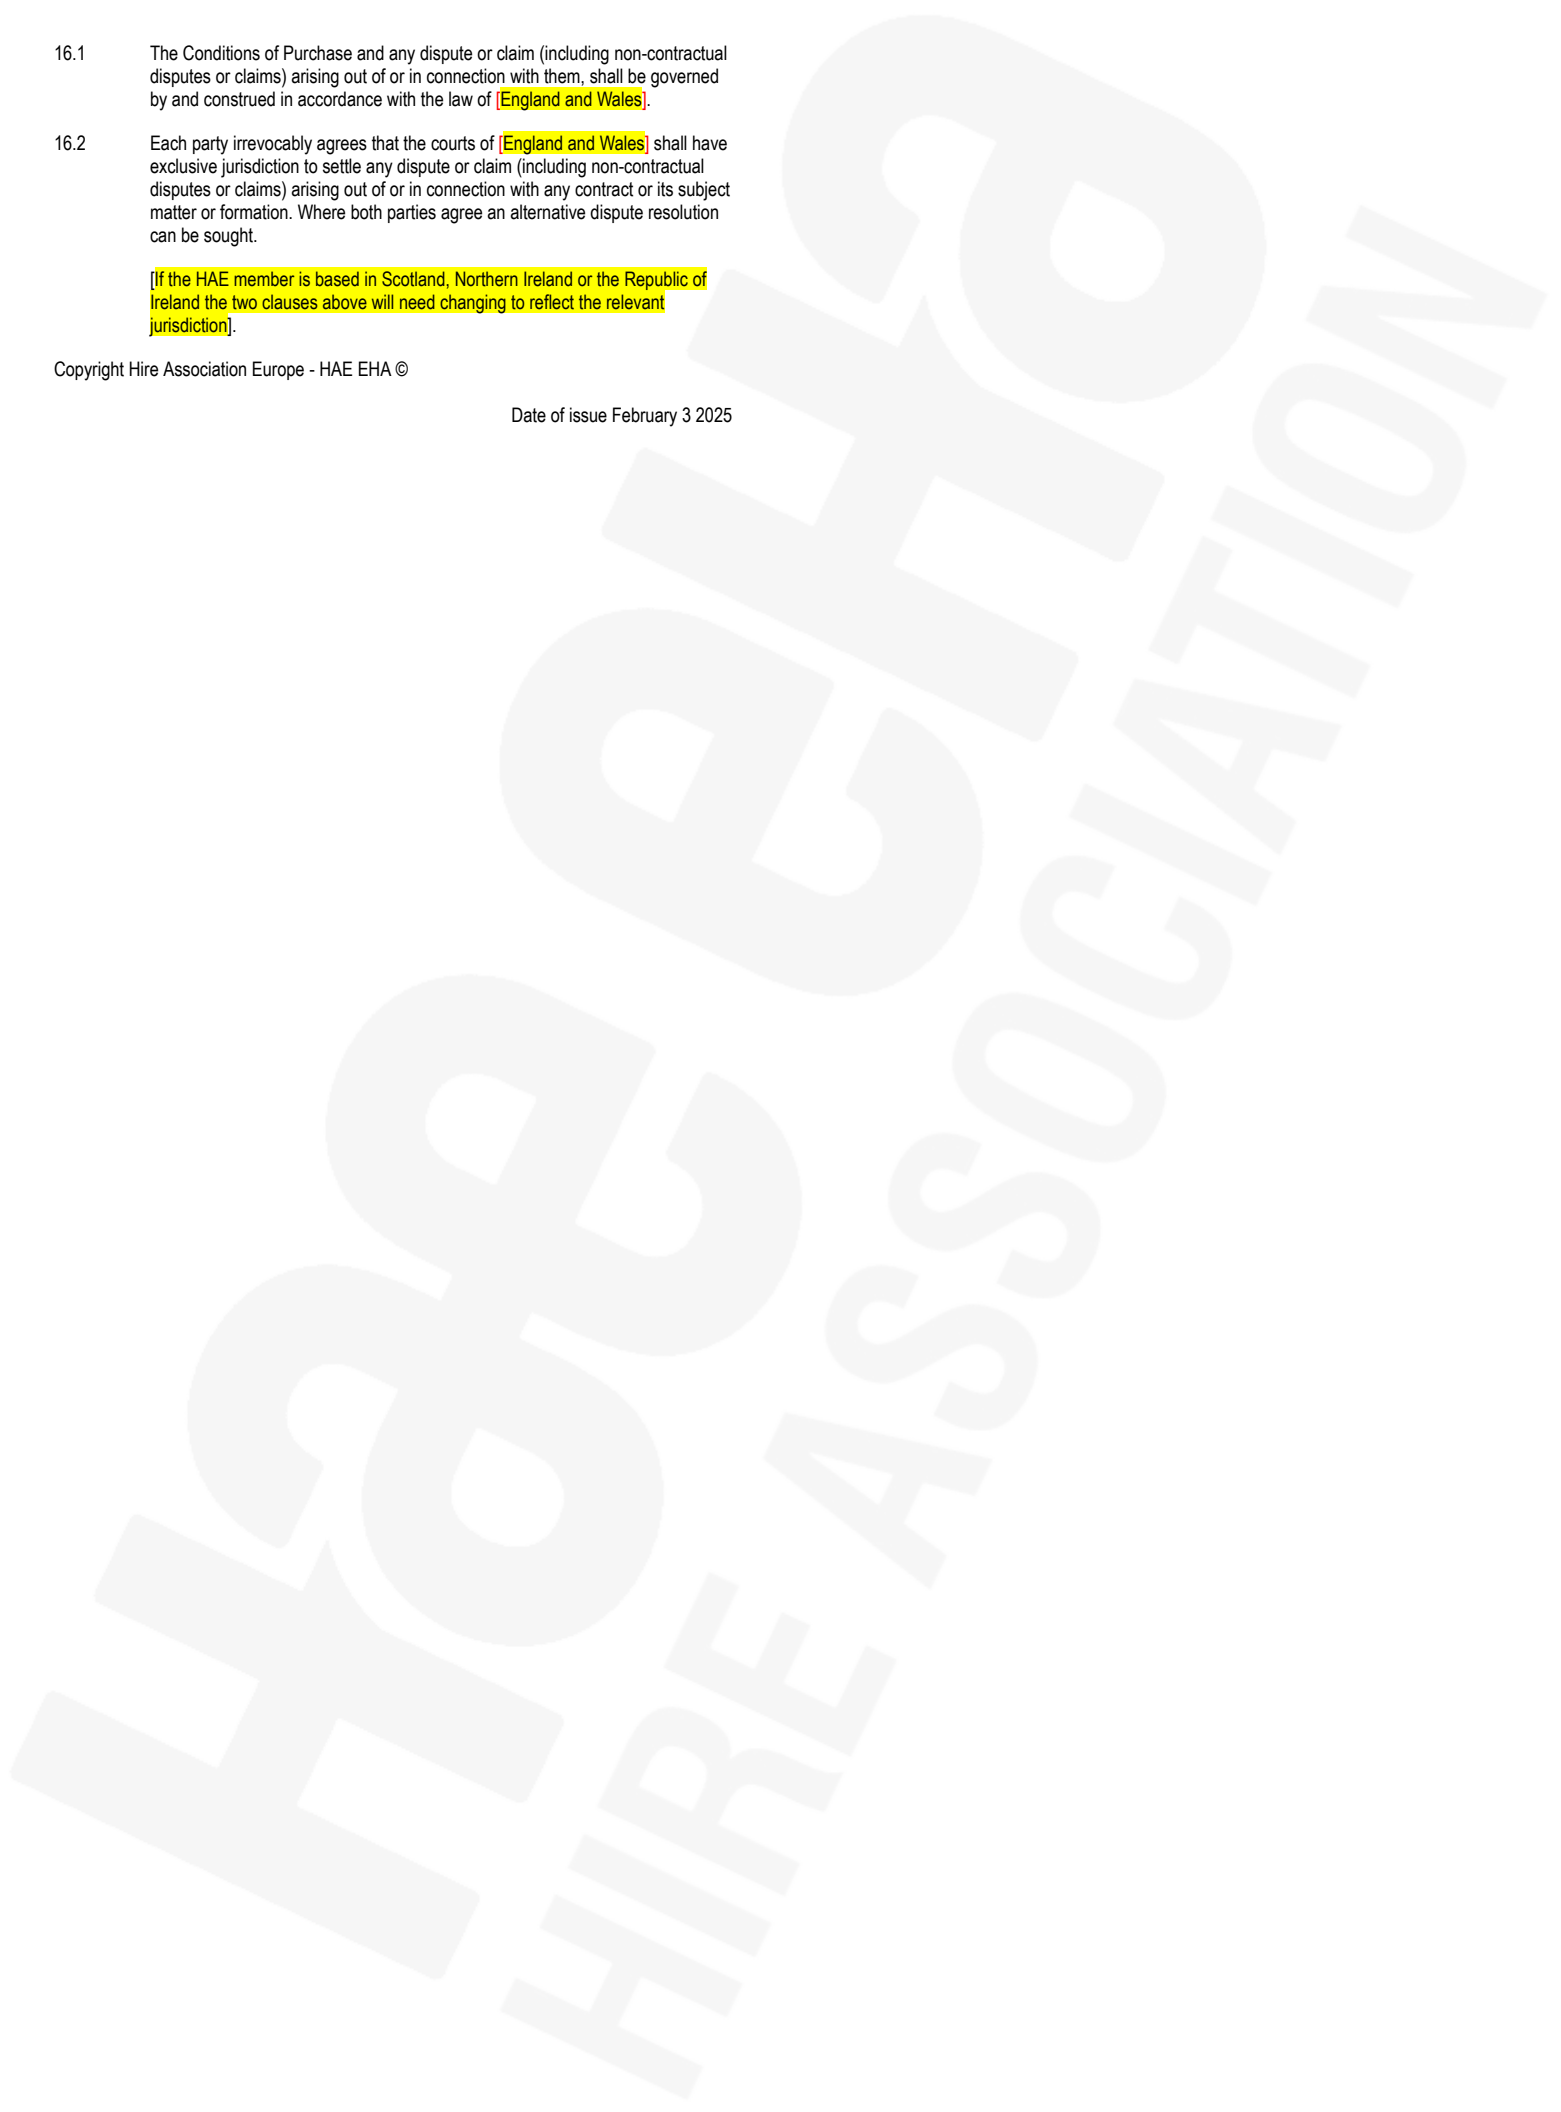 16.1 The Conditions of Purchase and any dispute or claim (including non-contractual
disputes or claims) arising out of or in connection with them, shall be governed
by and construed in accordance with the law of [England and Wales].
16.2 Each party irrevocably agrees that the courts of [England and Wales] shall have
exclusive jurisdiction to settle any dispute or claim (including non-contractual
disputes or claims) arising out of or in connection with any contract or its subject
matter or formation. Where both parties agree an alternative dispute resolution
can be sought.
[If the HAE member is based in Scotland, Northern Ireland or the Republic of
Ireland the two clauses above will need changing to reflect the relevant
jurisdiction].
Copyright Hire Association Europe - HAE EHA ©
Date of issue February 3 2025
Hae eHa
HIRE ASSOCIATION